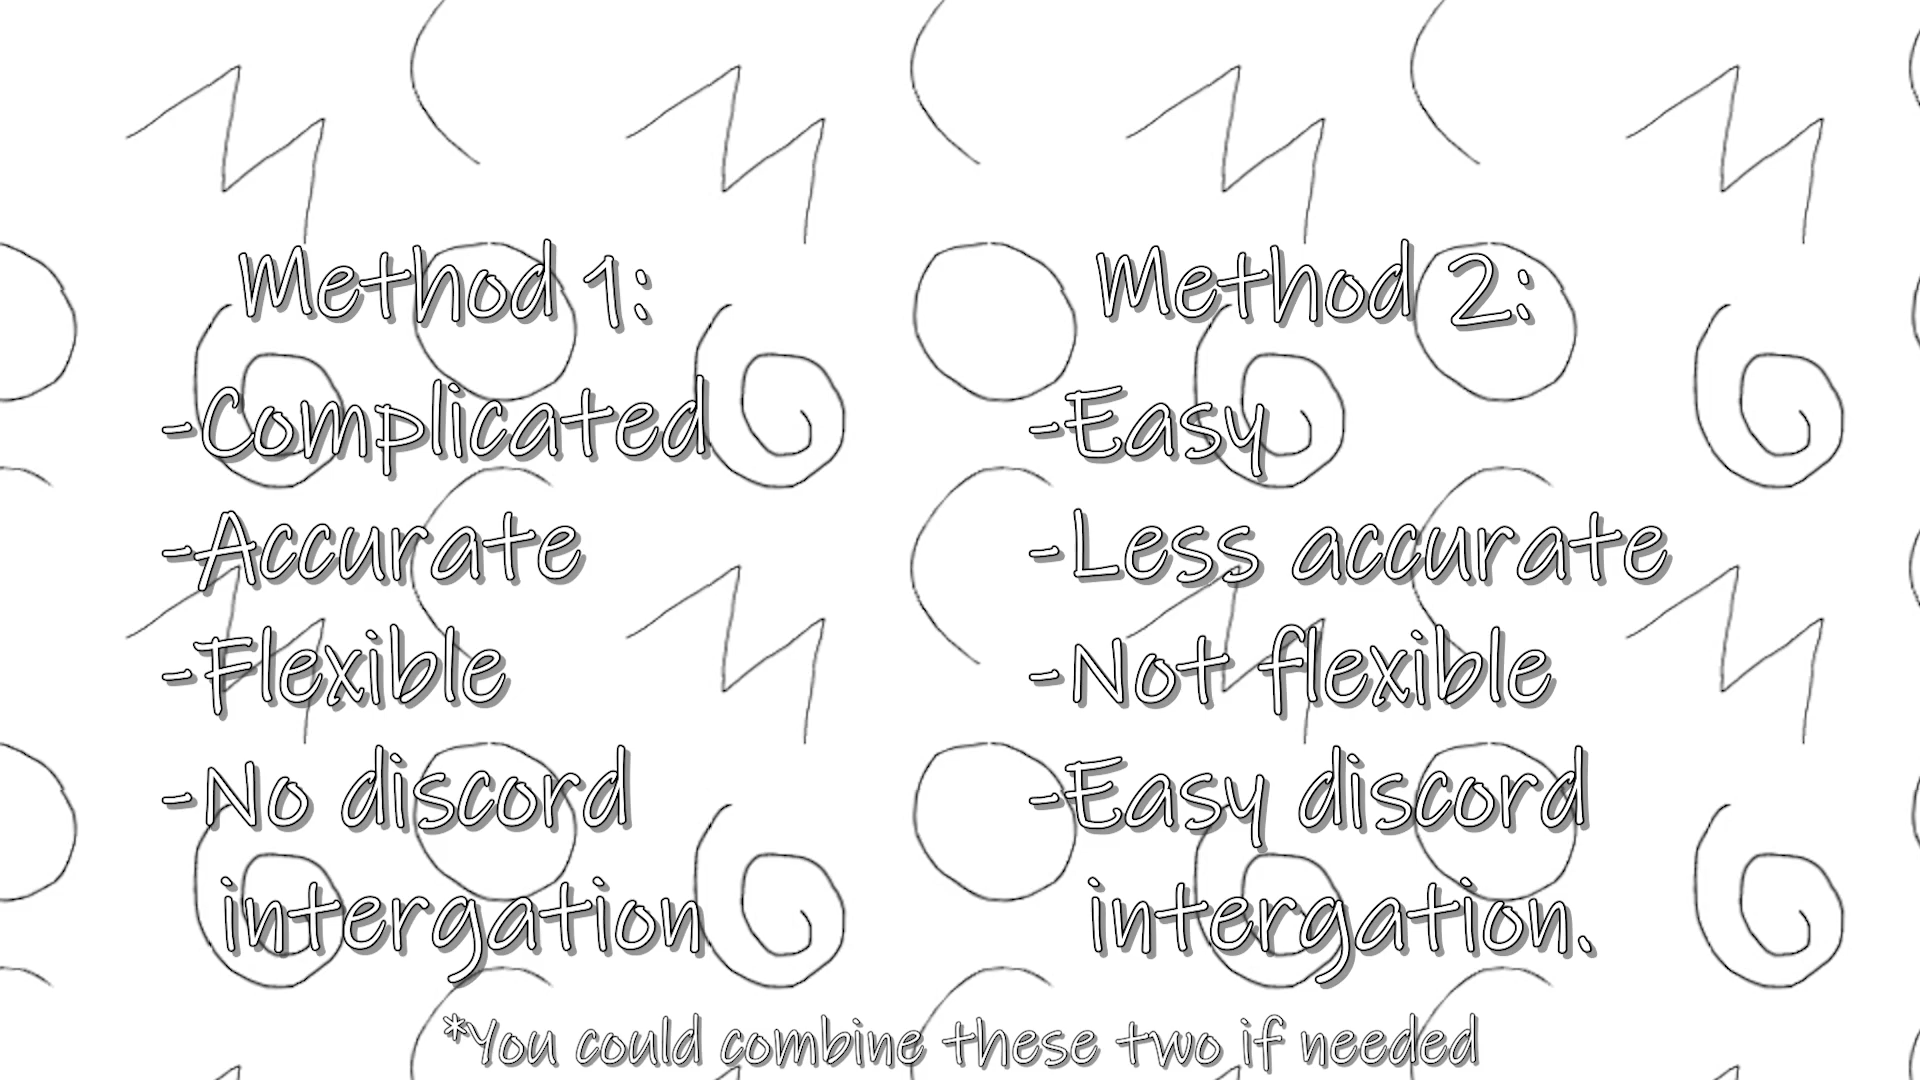 Method 1:
-Complicated
-Accurate
-Flexible
-No discord
intergation
Method 2:
-Easy
-Less accurate
-Not flexible
-Easy discord
intergation.
*You could combine these two if needed